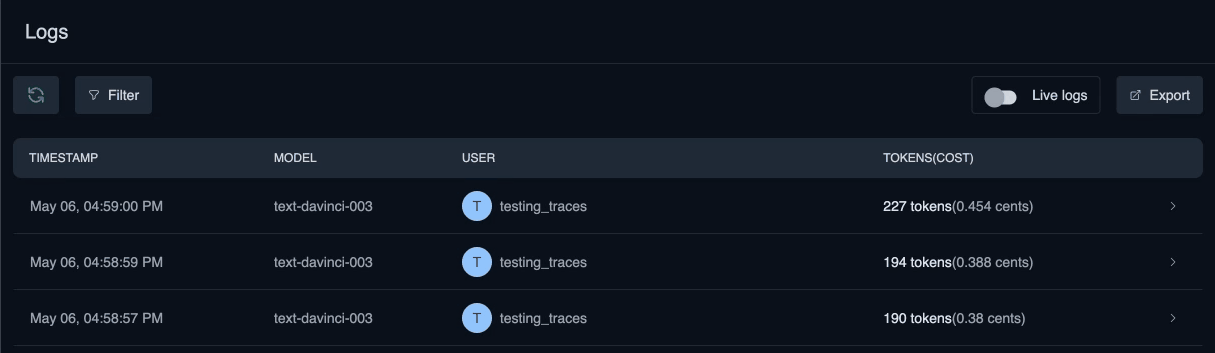 Logs
Filter Live logs Export
TIMESTAMP MODEL USER TOKENS(COST)
May 06, 04:59:00 PM text-davinci-003 T testing_traces 227 tokens(0.454 cents)
May 06, 04:58:59 PM text-davinci-003 T testing_traces 194 tokens(0.388 cents)
May 06, 04:58:57 PM text-davinci-003 T testing_traces 190 tokens(0.38 cents)